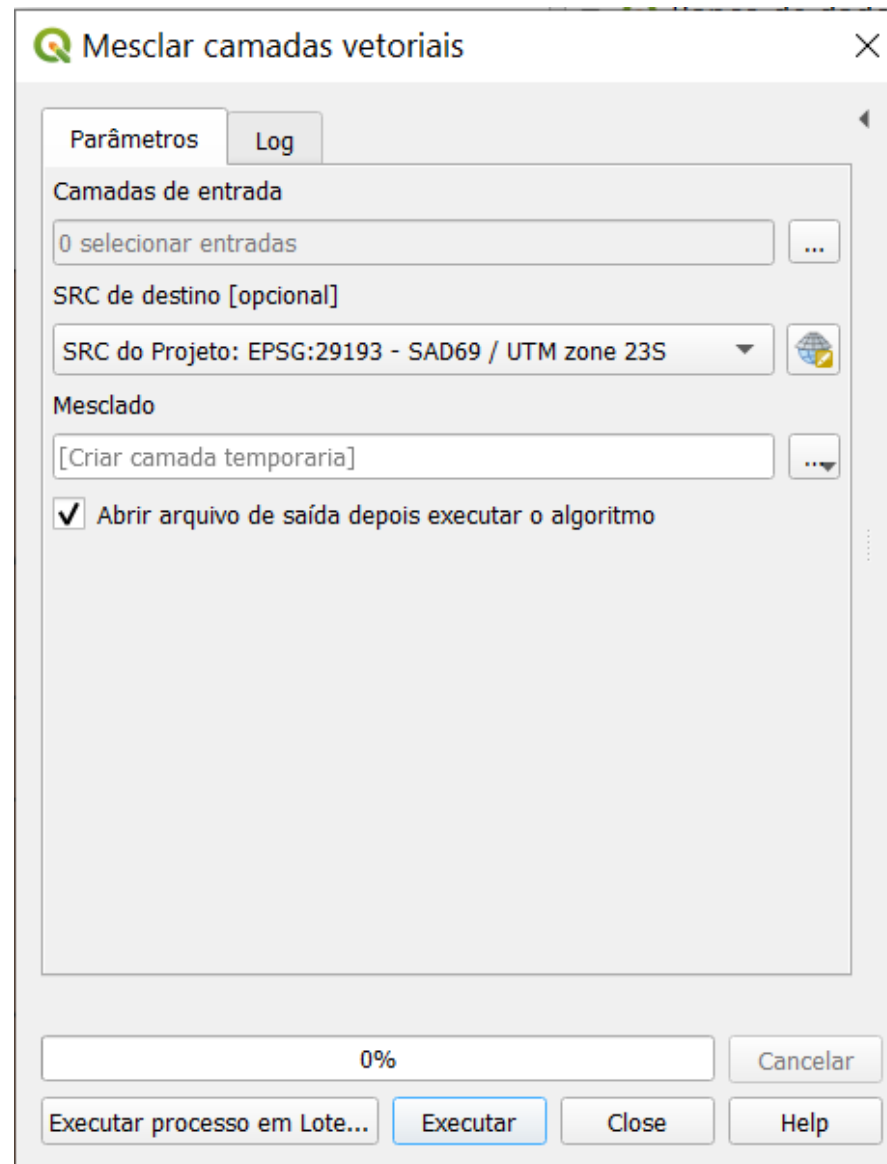 Mesclar camadas vetoriais
Parâmetros
Log
Camadas de entrada
0 selecionar entradas
...
SRC de destino [opcional]
SRC do Projeto: EPSG:29193 - SAD69 / UTM zone 23S
Mesclado
[Criar camada temporaria]
...
Abrir arquivo de saída depois executar o algoritmo
0%
Cancelar
Executar processo em Lote...
Executar
Close
Help